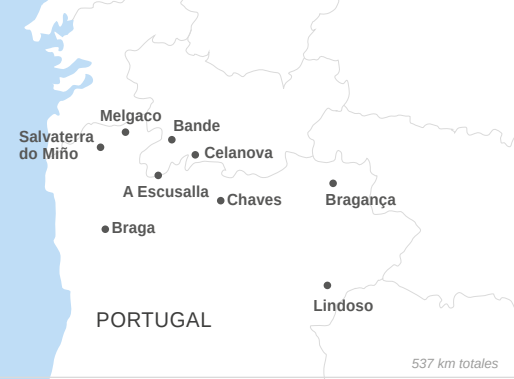 Melgaco
Bande
Salvaterra
do Miño
Celanova
A Escusalla
Chaves
Bragança
Braga
Lindoso
PORTUGAL
537 km totales